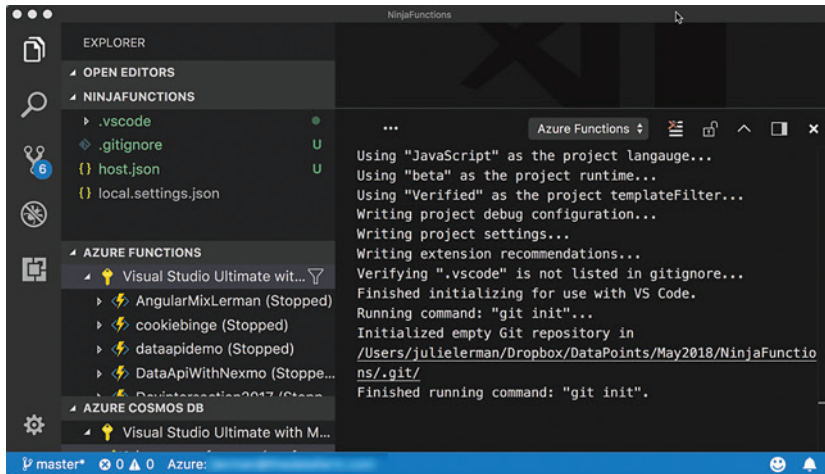 NinjaFunctions
EXPLORER
OPEN EDITORS
NINJAFUNCTIONS
.vscode
.gitignore U
{} host.json U
{} local.settings.json
6
AZURE FUNCTIONS
Visual Studio Ultimate wit...
AngularMixLerman (Stopped)
cookiebinge (Stopped)
dataapidemo (Stopped)
DataApiWithNexmo (Stoppe...
AZURE COSMOS DB
Visual Studio Ultimate with M...
... Azure Functions
Using "JavaScript" as the project langauge...
Using "beta" as the project runtime...
Using "Verified" as the project templateFilter...
Writing project debug configuration...
Writing project settings...
Writing extension recommendations...
Verifying ".vscode" is not listed in gitignore...
Finished initializing for use with VS Code.
Running command: "git init"...
Initialized empty Git repository in
/Users/julielerman/Dropbox/DataPoints/May2018/NinjaFunctio
ns/.git/
Finished running command: "git init".
master* 0 0 Azure: